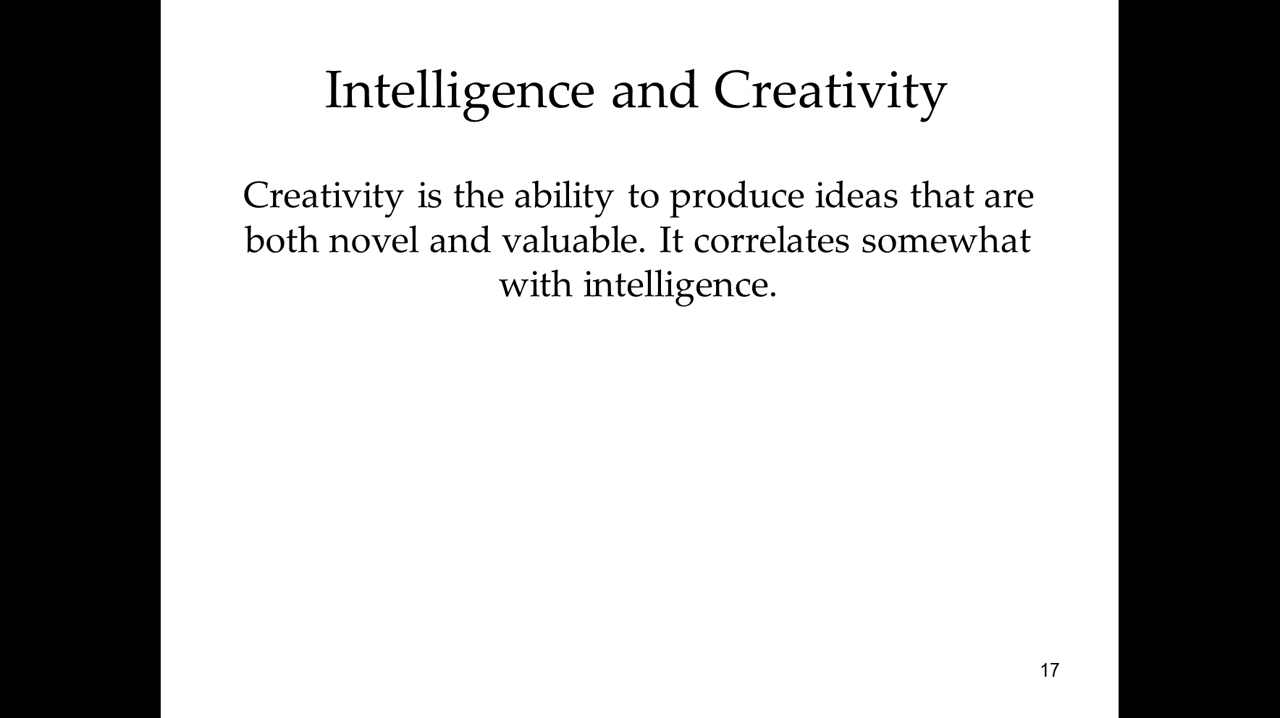 Intelligence and Creativity
Creativity is the ability to produce ideas that are
both novel and valuable. It correlates somewhat
with intelligence.
17